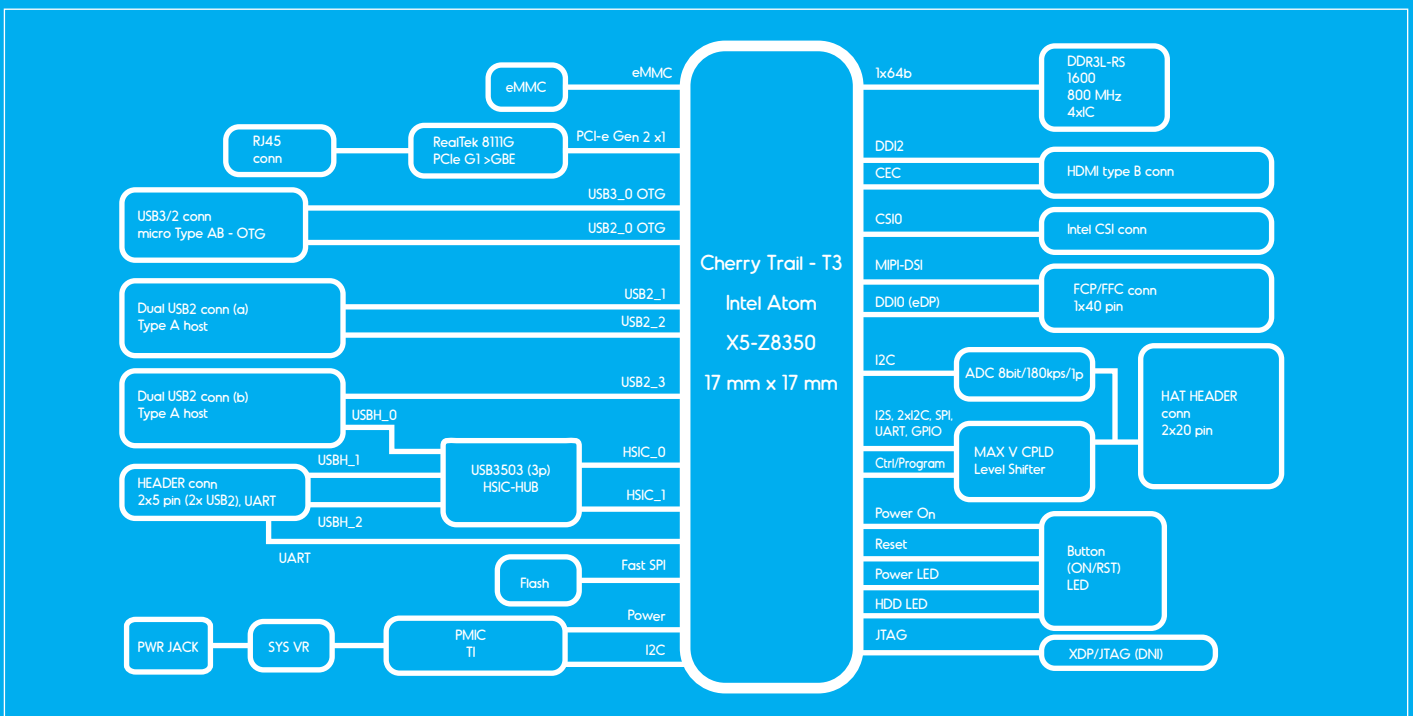 eMMC
eMMC
RJ45
conn
RealTek 8111G
PCIe G1 >GBE
PCI-e Gen 2 x1
USB3/2 conn
micro Type AB - OTG
USB3_0 OTG
USB2_0 OTG
Dual USB2 conn (a)
Type A host
USB2_1
USB2_2
Dual USB2 conn (b)
Type A host
USB2_3
USBH_0
USBH_1
HEADER conn
2x5 pin (2x USB2), UART
USBH_2
UART
USB3503 (3p)
HSIC-HUB
HSIC_0
HSIC_1
Flash
Fast SPI
PWR JACK
SYS VR
PMIC
TI
Power
I2C
Cherry Trail - T3
Intel Atom
X5-Z8350
17 mm x 17 mm
1x64b
DDR3L-RS
1600
800 MHz
4xIC
DDI2
CEC
HDMI type B conn
CSI0
Intel CSI conn
MIPI-DSI
DDI0 (eDP)
FCP/FFC conn
1x40 pin
I2C
ADC 8bit/180kps/1p
I2S, 2xI2C, SPI,
UART, GPIO
Ctrl/Program
MAX V CPLD
Level Shifter
HAT HEADER
conn
2x20 pin
Power On
Reset
Power LED
HDD LED
Button
(ON/RST)
LED
JTAG
XDP/JTAG (DNI)